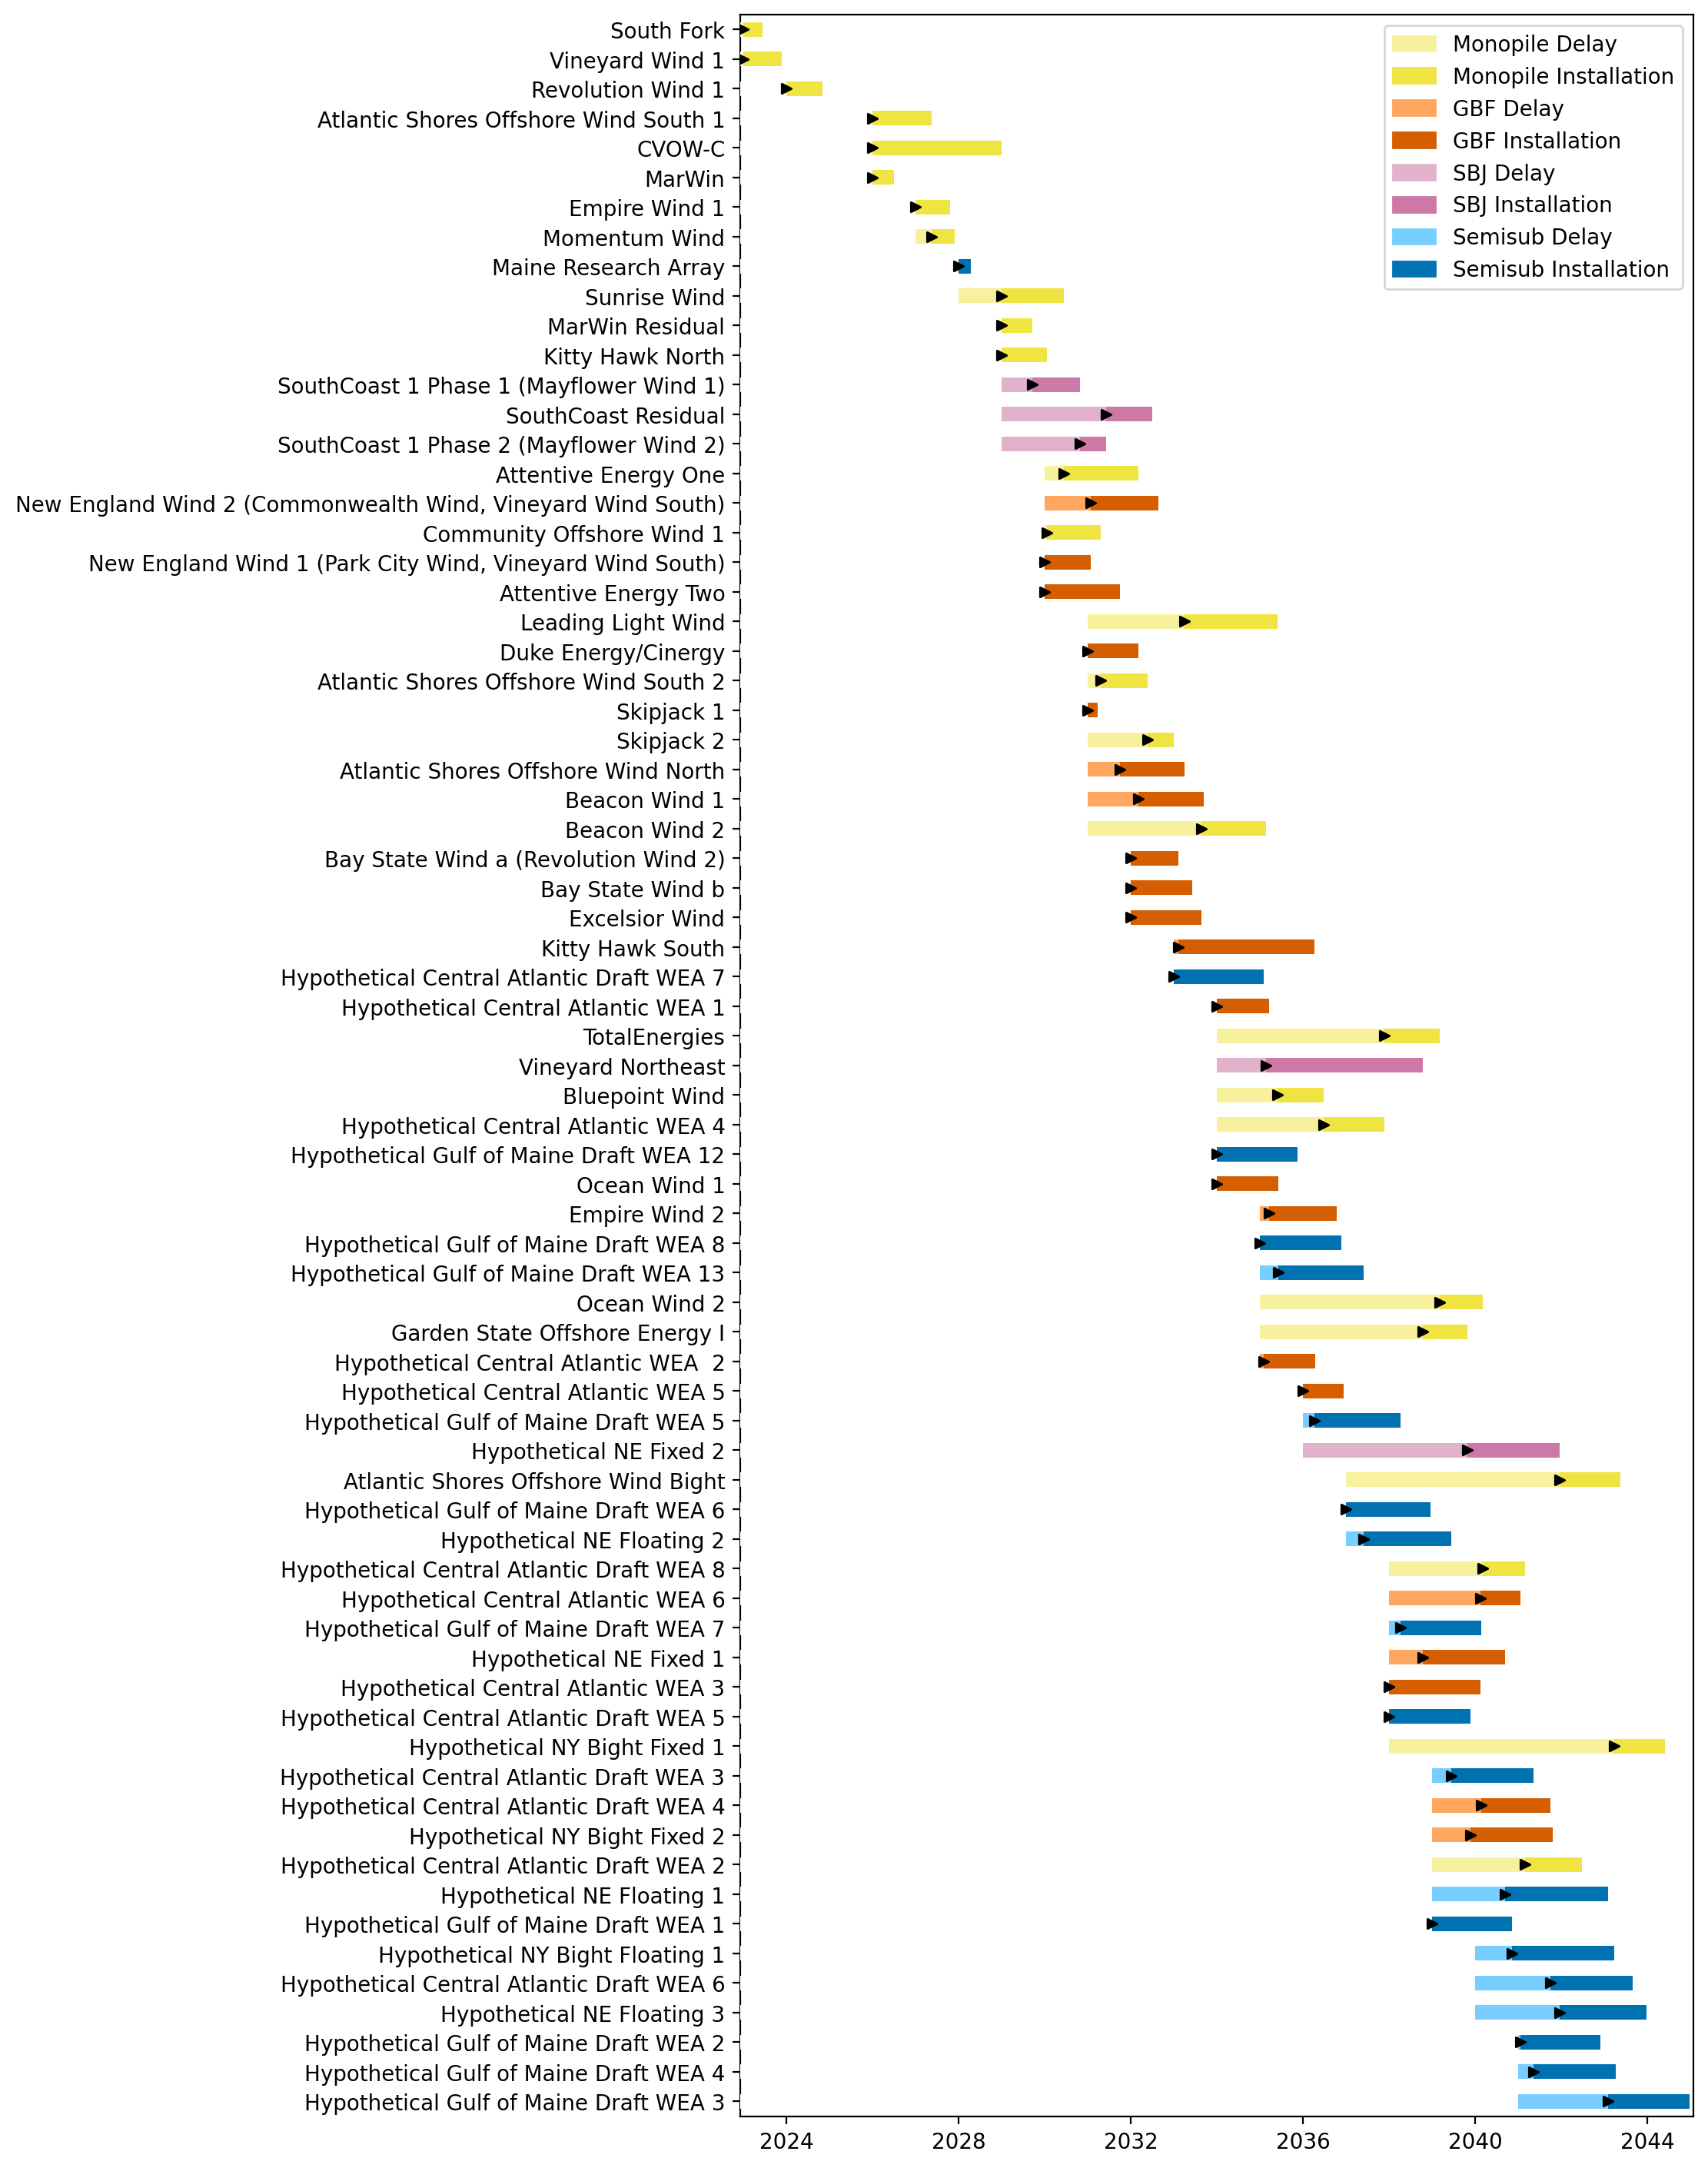 South Fork
Vineyard Wind 1
Revolution Wind 1
Atlantic Shores Offshore Wind South 1
CVOW-C
MarWin
Empire Wind 1
Momentum Wind
Maine Research Array
Sunrise Wind
MarWin Residual
Kitty Hawk North
SouthCoast 1 Phase 1 (Mayflower Wind 1)
SouthCoast Residual
SouthCoast 1 Phase 2 (Mayflower Wind 2)
Attentive Energy One
New England Wind 2 (Commonwealth Wind, Vineyard Wind South)
Community Offshore Wind 1
New England Wind 1 (Park City Wind, Vineyard Wind South)
Attentive Energy Two
Leading Light Wind
Duke Energy/Cinergy
Atlantic Shores Offshore Wind South 2
Skipjack 1
Skipjack 2
Atlantic Shores Offshore Wind North
Beacon Wind 1
Beacon Wind 2
Bay State Wind a (Revolution Wind 2)
Bay State Wind b
Excelsior Wind
Kitty Hawk South
Hypothetical Central Atlantic Draft WEA 7
Hypothetical Central Atlantic WEA 1
TotalEnergies
Vineyard Northeast
Bluepoint Wind
Hypothetical Central Atlantic WEA 4
Hypothetical Gulf of Maine Draft WEA 12
Ocean Wind 1
Empire Wind 2
Hypothetical Gulf of Maine Draft WEA 8
Hypothetical Gulf of Maine Draft WEA 13
Ocean Wind 2
Garden State Offshore Energy I
Hypothetical Central Atlantic WEA  2
Hypothetical Central Atlantic WEA 5
Hypothetical Gulf of Maine Draft WEA 5
Hypothetical NE Fixed 2
Atlantic Shores Offshore Wind Bight
Hypothetical Gulf of Maine Draft WEA 6
Hypothetical NE Floating 2
Hypothetical Central Atlantic Draft WEA 8
Hypothetical Central Atlantic WEA 6
Hypothetical Gulf of Maine Draft WEA 7
Hypothetical NE Fixed 1
Hypothetical Central Atlantic WEA 3
Hypothetical Central Atlantic Draft WEA 5
Hypothetical NY Bight Fixed 1
Hypothetical Central Atlantic Draft WEA 3
Hypothetical Central Atlantic Draft WEA 4
Hypothetical NY Bight Fixed 2
Hypothetical Central Atlantic Draft WEA 2
Hypothetical NE Floating 1
Hypothetical Gulf of Maine Draft WEA 1
Hypothetical NY Bight Floating 1
Hypothetical Central Atlantic Draft WEA 6
Hypothetical NE Floating 3
Hypothetical Gulf of Maine Draft WEA 2
Hypothetical Gulf of Maine Draft WEA 4
Hypothetical Gulf of Maine Draft WEA 3
Monopile Delay
Monopile Installation
GBF Delay
GBF Installation
SBJ Delay
SBJ Installation
Semisub Delay
Semisub Installation
2024 2028 2032 2036 2040 2044